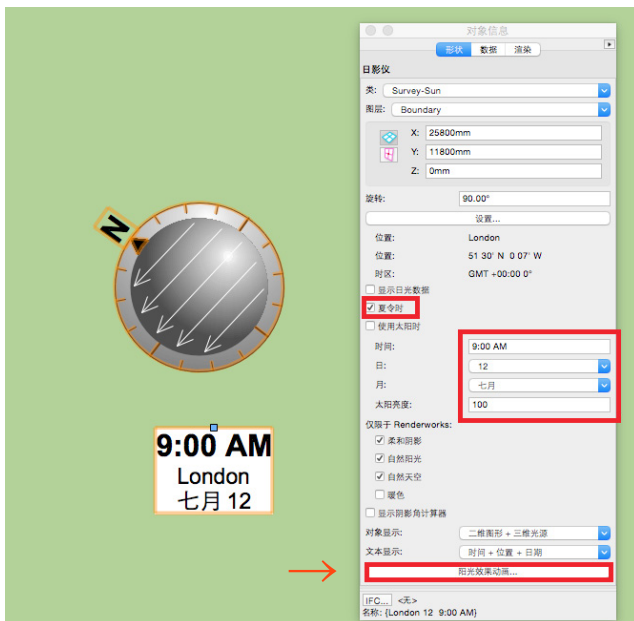 对象信息
形状 数据 渲染
日影仪
类: Survey-Sun
图层: Boundary
X: 25800mm
Y: 11800mm
Z: 0mm
旋转: 90.00°
设置...
位置: London
位置: 51 30' N 0 07' W
时区: GMT +00:00 0°
显示日光数据
夏令时
使用太阳时
时间: 9:00 AM
日: 12
月: 七月
太阳亮度: 100
仅限于 Renderworks:
柔和阴影
自然阳光
自然天空
暖色
显示阴影角计算器
对象显示: 二维图形 + 三维光源
文本显示: 时间 + 位置 + 日期
阳光效果动画...
IFC... <无>
名称: {London 12 9:00 AM}
N
9:00 AM
London
七月 12